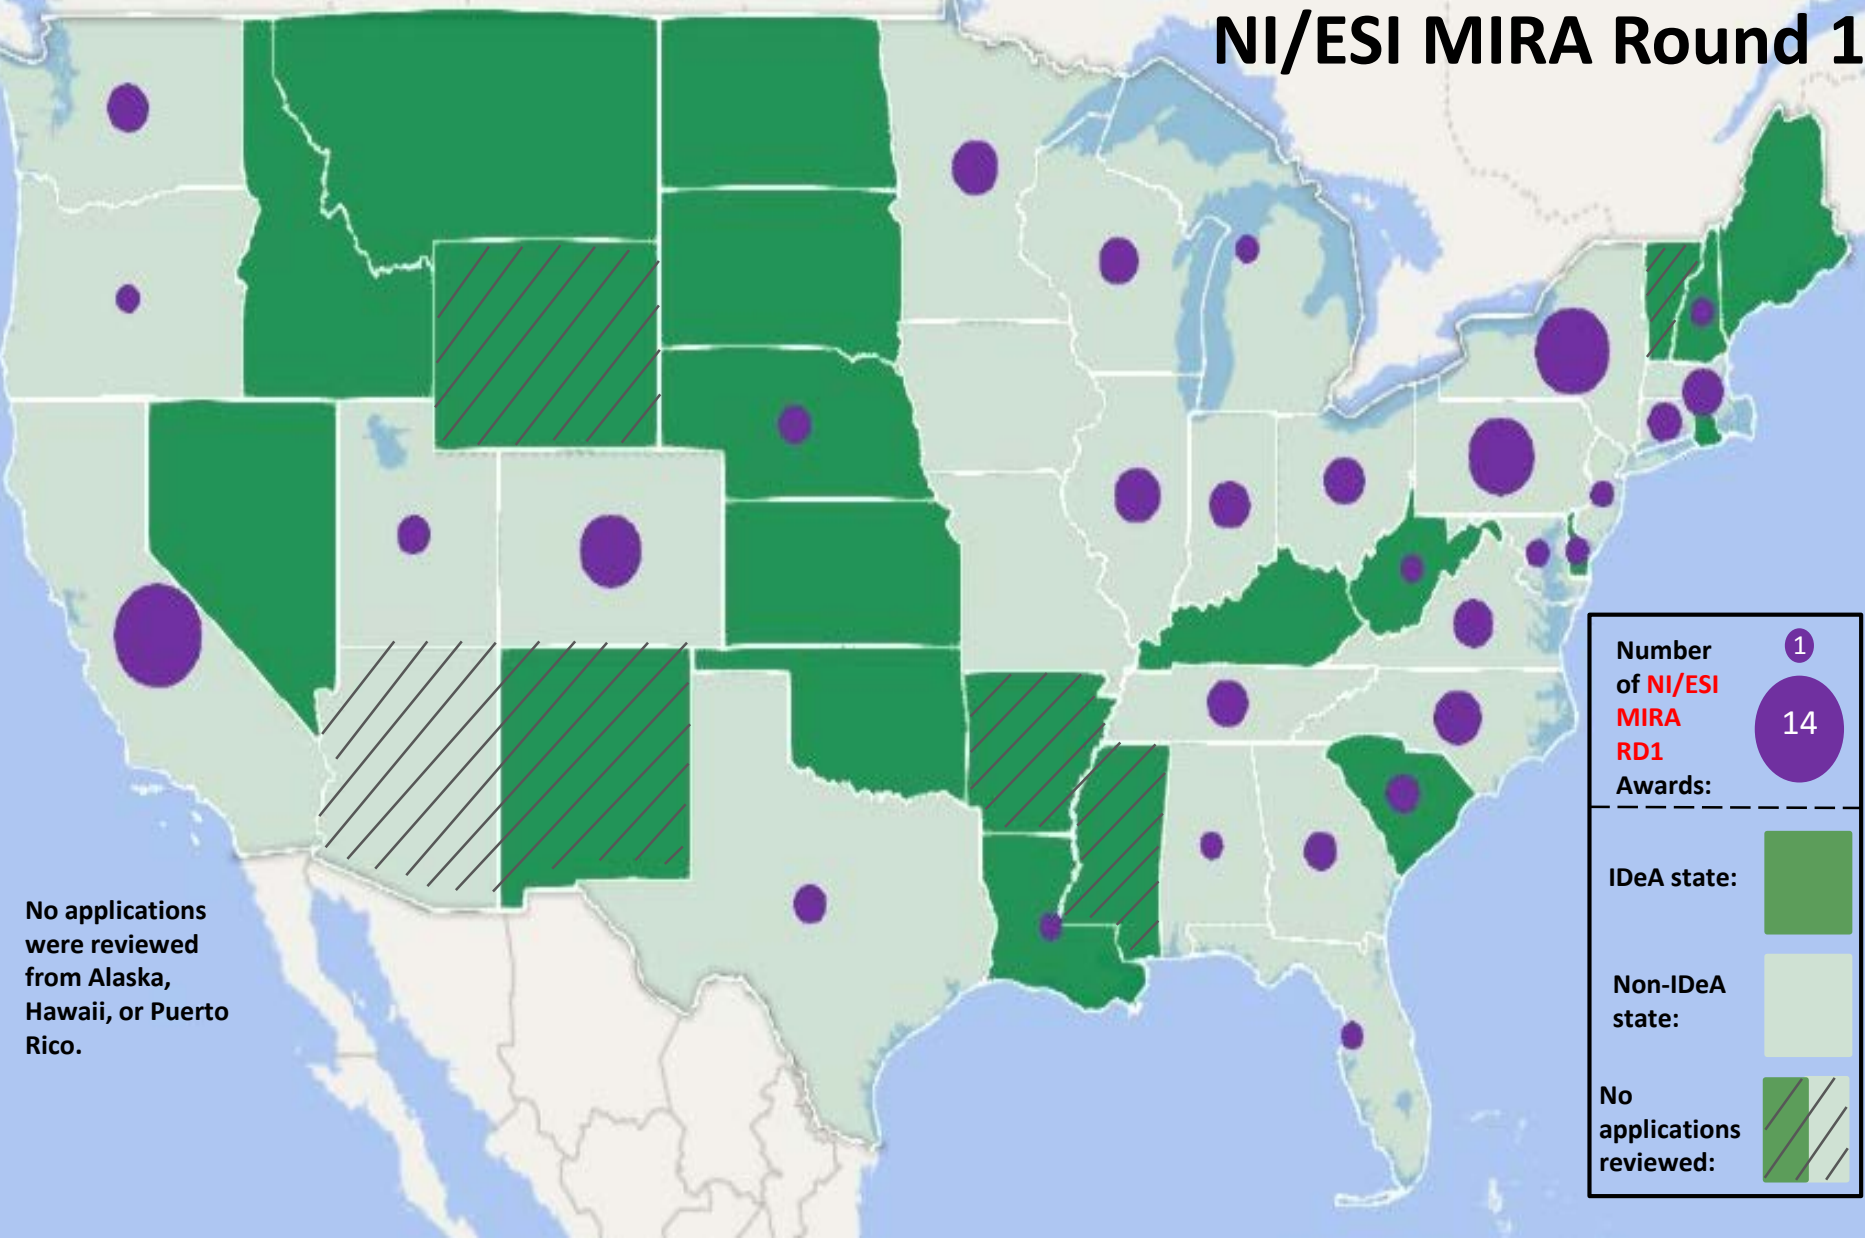 NI/ESI MIRA Round 1
No applications
were reviewed
from Alaska,
Hawaii, or Puerto
Rico.
Number
of NI/ESI
MIRA
RD1
Awards:
1
14
IDeA state:
Non-IDeA
state:
No
applications
reviewed: